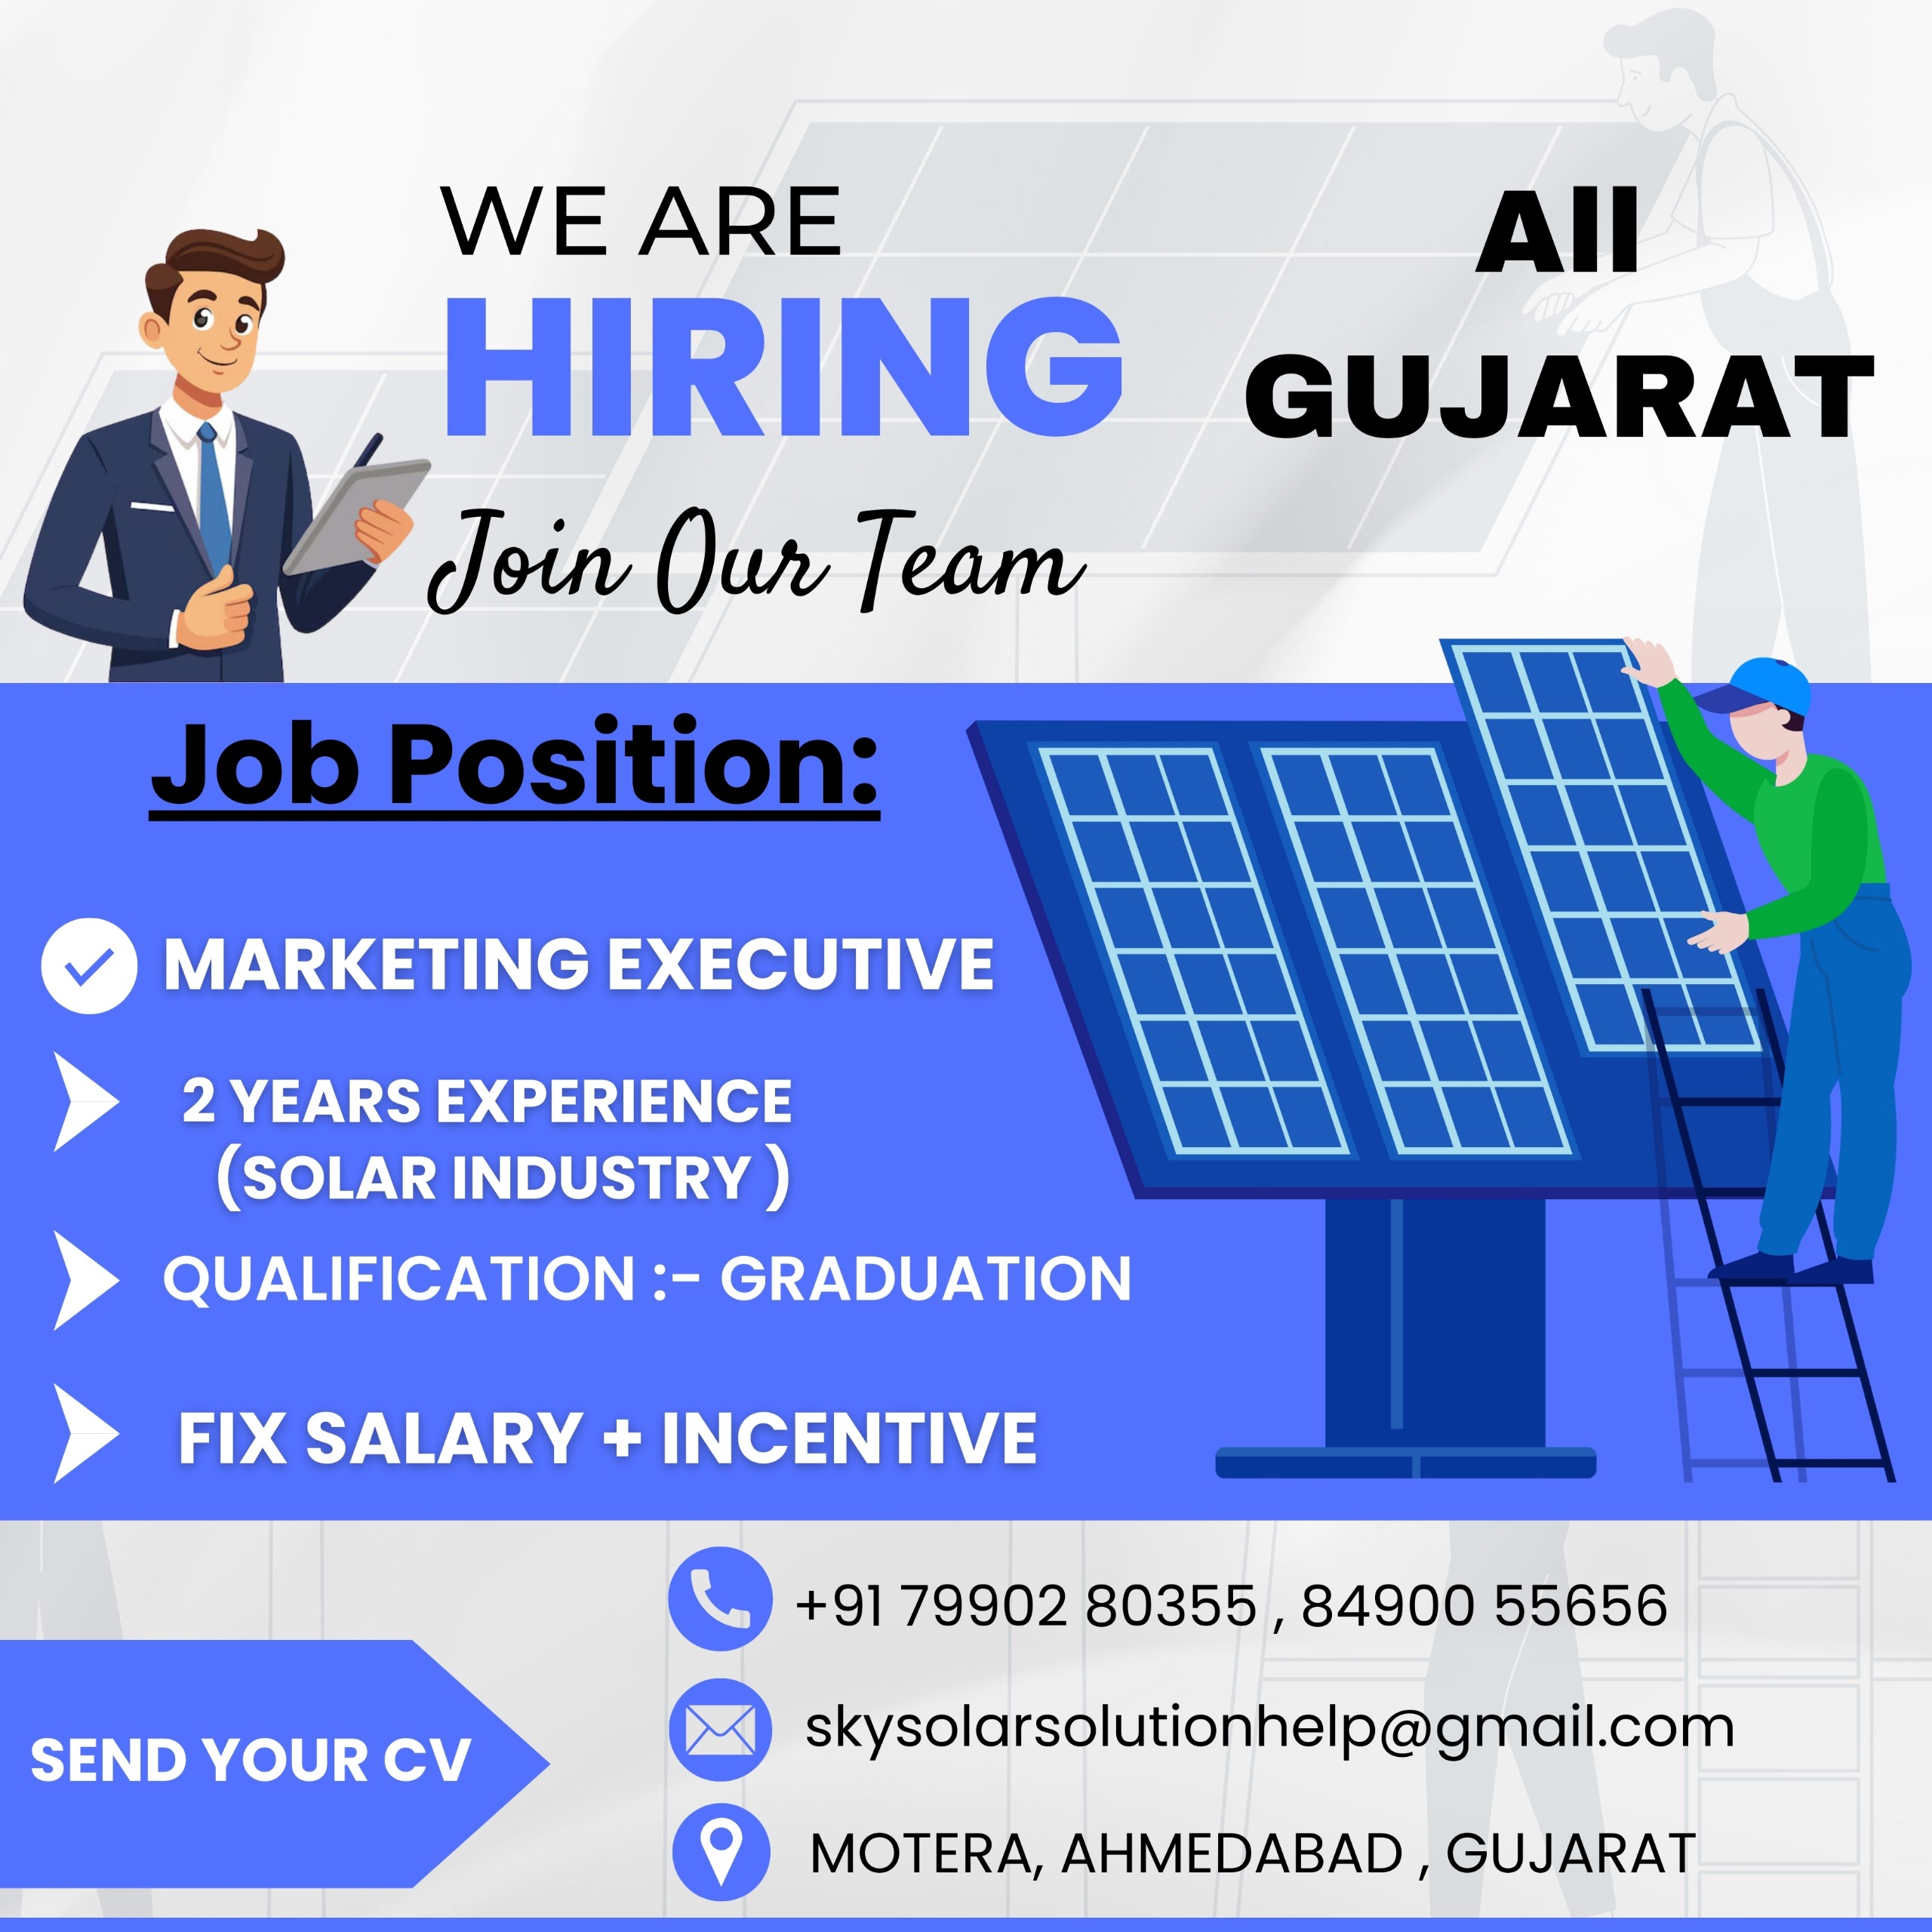 WE ARE
HIRING
Join Our Team
All
GUJARAT
Job Position:
MARKETING EXECUTIVE
2 YEARS EXPERIENCE
(SOLAR INDUSTRY )
QUALIFICATION :- GRADUATION
FIX SALARY + INCENTIVE
SEND YOUR CV
+91 79902 80355 , 84900 55656
skysolarsolutionhelp@gmail.com
MOTERA, AHMEDABAD , GUJARAT